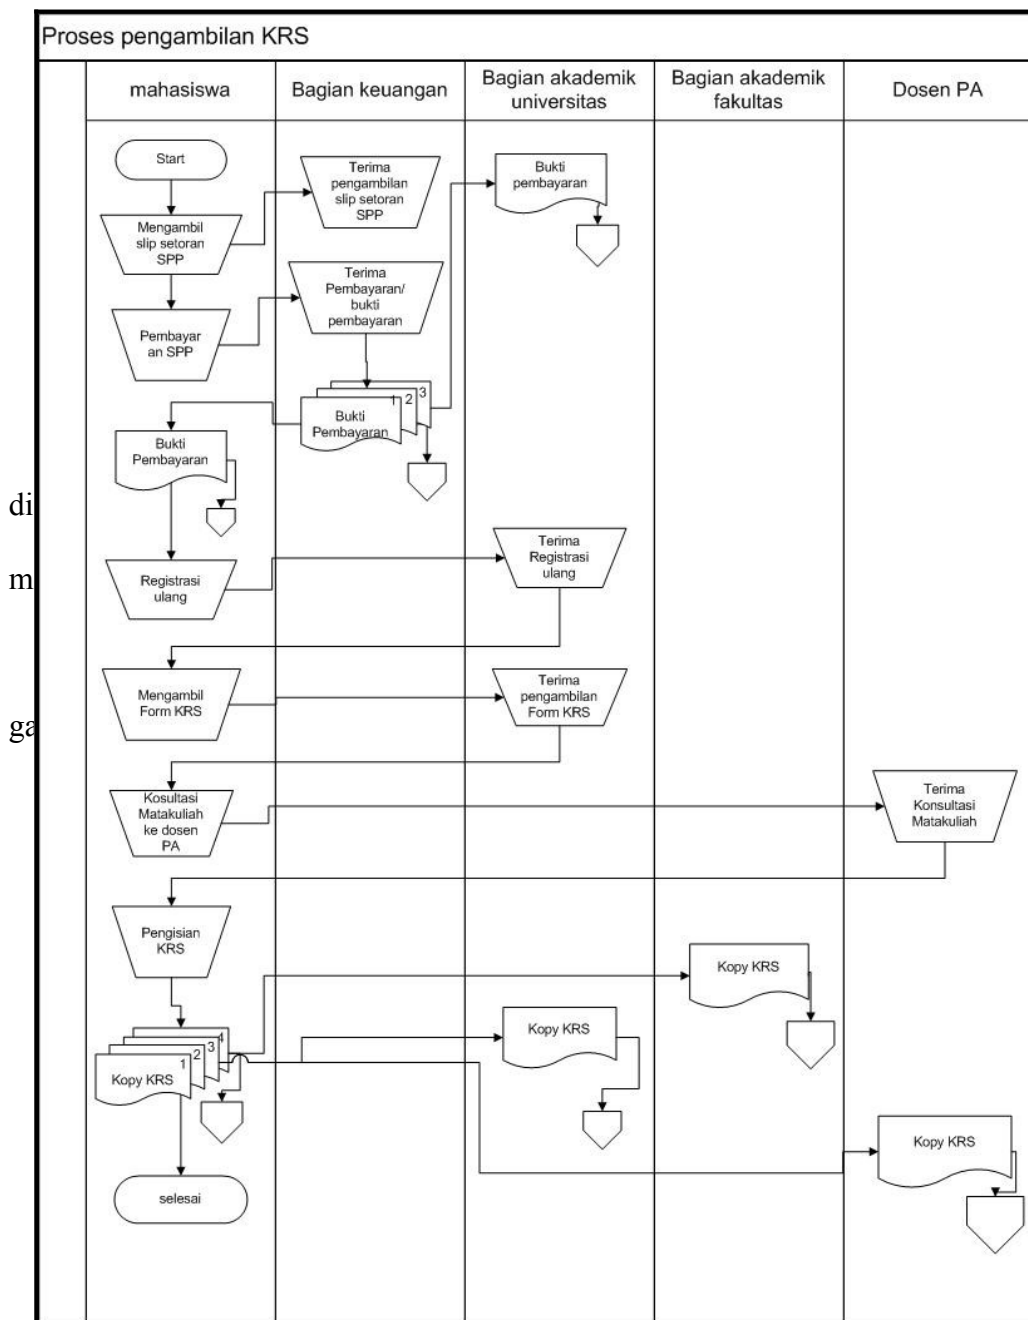 Proses pengambilan KRS
mahasiswa
Bagian keuangan
Bagian akademik
universitas
Bagian akademik
fakultas
Dosen PA
Start
Terima
pengambilan
slip setoran
SPP
Bukti
pembayaran
Mengambil
slip setoran
SPP
Terima
Pembayaran/
bukti
pembayaran
Pembayar
an SPP
1
2
3
Bukti
Pembayaran
Bukti
Pembayaran
di
m
ga
Registrasi
ulang
Terima
Registrasi
ulang
Mengambil
Form KRS
Terima
pengambilan
Form KRS
Kosultasi
Matakuliah
ke dosen
PA
Terima
Konsultasi
Matakuliah
Pengisian
KRS
Kopy KRS
Kopy KRS
1
2
3
4
Kopy KRS
Kopy KRS
selesai